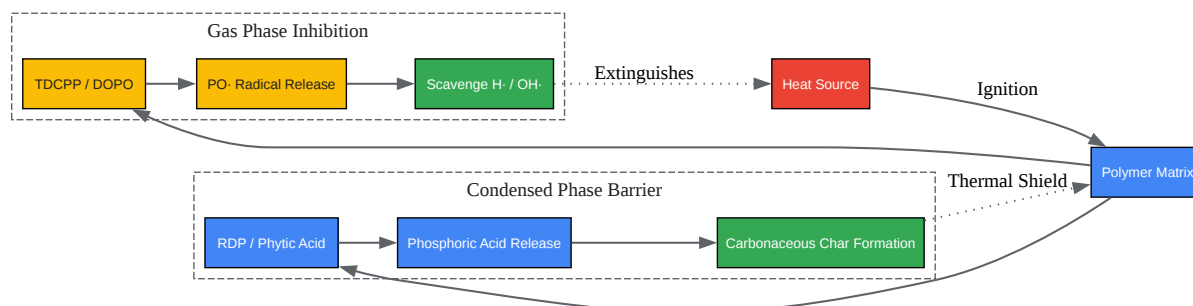 Gas Phase Inhibition
TDCPP / DOPO
PO· Radical Release
Scavenge H· / OH·
Extinguishes
Heat Source
Ignition
Polymer Matrix
Condensed Phase Barrier
Thermal Shield
RDP / Phytic Acid
Phosphoric Acid Release
Carbonaceous Char Formation